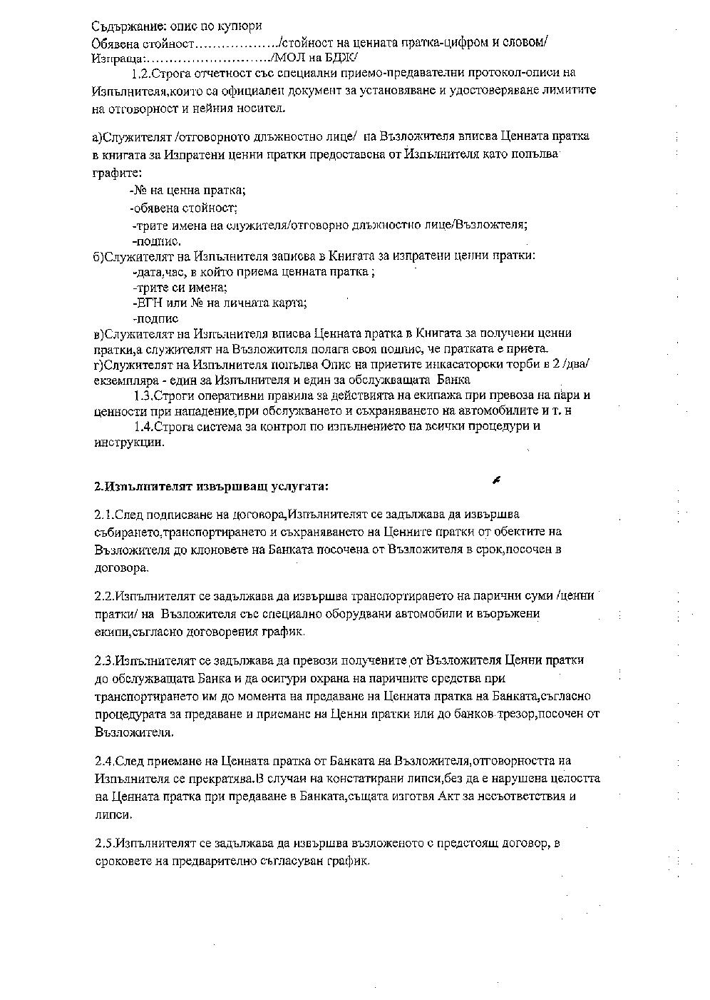 Съдържание: опис по купюри
Обявена стойност.................../стойност на ценната пратка-цифром и словом/
Изпраща:............................/МОЛ на БДЖ/
1.2.Строга отчетност със специални приемо-предавателни протокол-описи на
Изпълнителя,които са официален документ за установяване и удостоверяване лимитите
на отговорност и нейния носител.
а)Служителят /отговорното длъжностно лице/ на Възложителя вписва Ценната пратка
в книгата за Изпратени ценни пратки предоставена от Изпълнителя като попълва
графите:
-№ на ценна пратка;
-обявена стойност;
-трите имена на служителя/отговорно длъжностно лице/Възложтеля;
-подпис.
б)Служителят на Изпълнителя записва в Книгата за изпратени ценни пратки:
-дата,час, в който приема ценната пратка ;
-трите си имена;
-ЕГН или № на личната карта;
-подпис
в)Служителят на Изпълнителя вписва Ценната пратка в Книгата за получени ценни
пратки,а служителят на Възложителя полага своя подпис, че пратката е приета.
г)Служителят на Изпълнителя попълва Опис на приетите инкасаторски торби в 2 /два/
екземпляра - един за Изпълнителя и един за обслужващата Банка
1.3.Строги оперативни правила за действията на екипажа при превоза на пари и
ценности при нападение,при обслужването и съхраняването на автомобилите и т. н
1.4.Строга система за контрол по изпълнението на всички процедури и
инструкции.
2.Изпълнителят извършващ услугата:
2.1.След подписване на договора,Изпълнителят се задължава да извършва
събирането,транспортирането и съхраняването на Ценните пратки от обектите на
Възложителя до клоновете на Банката посочена от Възложителя в срок,посочен в
договора.
2.2.Изпълнителят се задължава да извършва транспортирането на парични суми /ценни
пратки/ на Възложителя със специално оборудвани автомобили и въоръжени
екипи,съгласно договорения график.
2.3.Изпълнителят се задължава да превози получените от Възложителя Ценни пратки
до обслужващата Банка и да осигури охрана на паричните средства при
транспортирането им до момента на предаване на Ценната пратка на Банката,съгласно
процедурата за предаване и приемане на Ценни пратки или до банков трезор,посочен от
Възложителя.
2.4.След приемане на Ценната пратка от Банката на Възложителя,отговорността на
Изпълнителя се прекратява.В случаи на констатирани липси,без да е нарушена целостта
на Ценната пратка при предаване в Банката,същата изготвя Акт за несъответствия и
липси.
2.5.Изпълнителят се задължава да извършва възложеното с предстоящ договор, в
сроковете на предварително съгласуван график.